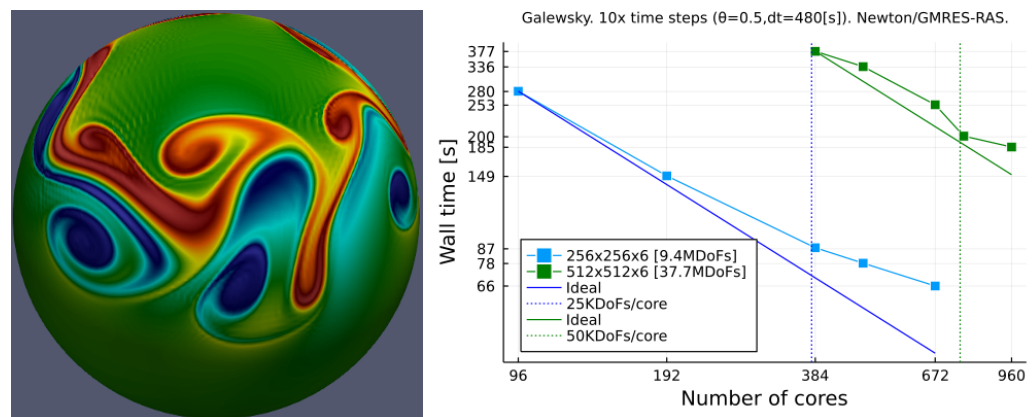 Galewsky. 10x time steps (θ=0.5,dt=480[s]). Newton/GMRES-RAS.
377
336
280
253
200
185
149
87
78
66
Wall time [s]
256x256x6 [9.4MDoFs]
512x512x6 [37.7MDoFs]
Ideal
25KDoFs/core
Ideal
50KDoFs/core
96
192
384
672
960
Number of cores